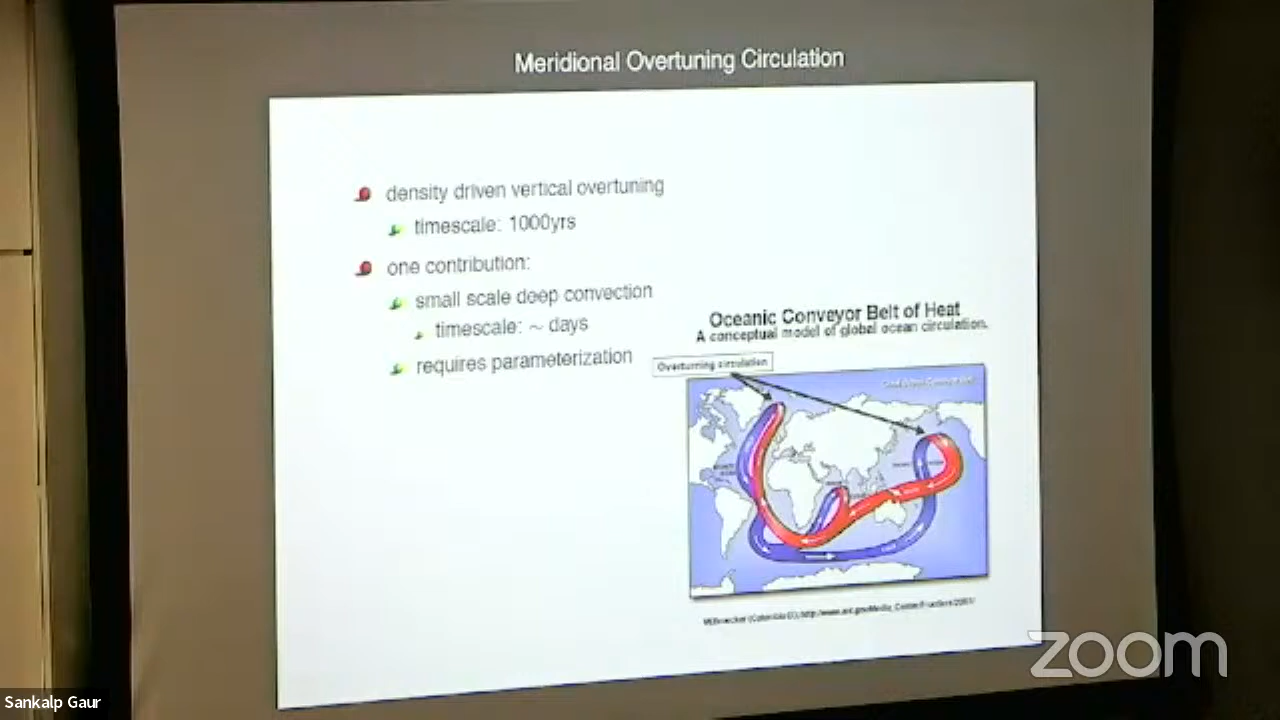 Meridional Overtuning Circulation
density driven vertical overtuning
timescale: 1000yrs
one contribution:
small scale deep convection
timescale: ~ days
requires parameterization
Oceanic Conveyor Belt of Heat
A conceptual model of global ocean circulation.
Overturning circulation
zoom
Sankalp Gaur